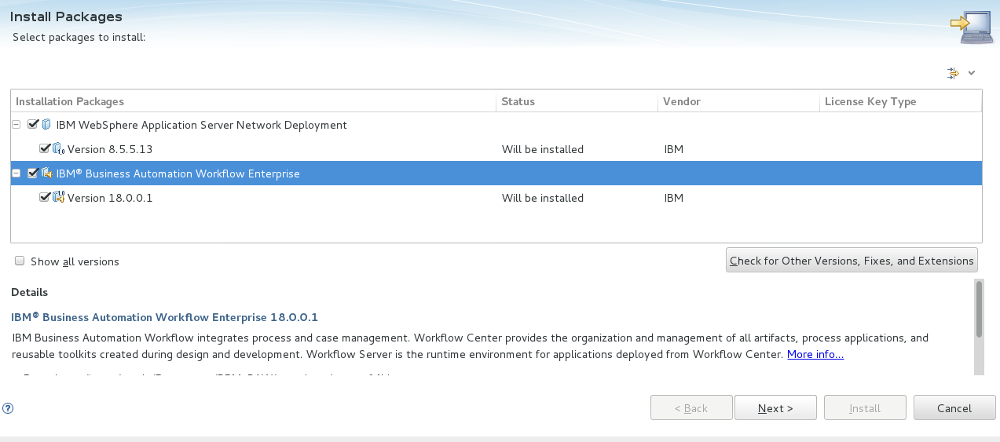 Install Packages
Select packages to install:
Installation Packages Status Vendor License Key Type
IBM WebSphere Application Server Network Deployment
Version 8.5.5.13 Will be installed IBM
IBM® Business Automation Workflow Enterprise
Version 18.0.0.1 Will be installed IBM
Show all versions Check for Other Versions, Fixes, and Extensions
Details
IBM® Business Automation Workflow Enterprise 18.0.0.1
IBM Business Automation Workflow integrates process and case management. Workflow Center provides the organization and management of all artifacts, process applications, and
reusable toolkits created during design and development. Workflow Server is the runtime environment for applications deployed from Workflow Center. More info...
< Back Next > Install Cancel